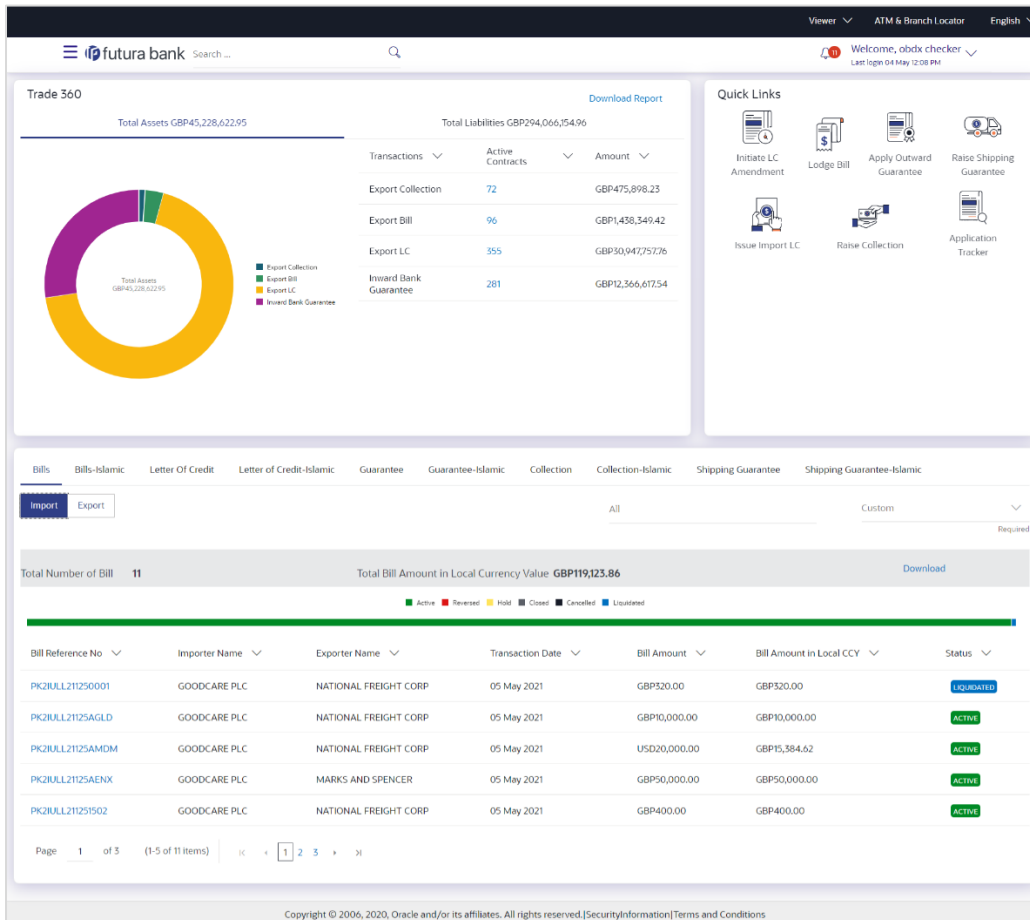 Viewer ATM & Branch Locator English
futura bank Search ... 11 Welcome, obdx checker
Last login 04 May 12:08 PM
Trade 360
Download Report
Total Assets GBP45,228,622.95 Total Liabilities GBP294,066,154.96
Transactions Active Contracts Amount
Export Collection 72 GBP475,898.23
Export Bill 96 GBP1,438,349.42
Export LC 355 GBP30,947,757.76
Inward Bank Guarantee 281 GBP12,366,617.54
Total Assets
GBP45,228,622.95
Export Collection
Export Bill
Export LC
Inward Bank Guarantee
Quick Links
Initiate LC Amendment
Lodge Bill
Apply Outward Guarantee
Raise Shipping Guarantee
Issue Import LC
Raise Collection
Application Tracker
Bills Bills-Islamic Letter Of Credit Letter of Credit-Islamic Guarantee Guarantee-Islamic Collection Collection-Islamic Shipping Guarantee Shipping Guarantee-Islamic
Import Export All Custom
Required
Total Number of Bill 11 Total Bill Amount in Local Currency Value GBP119,123.86 Download
Active Reversed Hold Closed Cancelled Liquidated
Bill Reference No Importer Name Exporter Name Transaction Date Bill Amount Bill Amount in Local CCY Status
PK2IULL211250001 GOODCARE PLC NATIONAL FREIGHT CORP 05 May 2021 GBP320.00 GBP320.00 LIQUIDATED
PK2IULL21125AGLD GOODCARE PLC NATIONAL FREIGHT CORP 05 May 2021 GBP10,000.00 GBP10,000.00 ACTIVE
PK2IULL21125AMDM GOODCARE PLC NATIONAL FREIGHT CORP 05 May 2021 USD20,000.00 GBP15,384.62 ACTIVE
PK2IULL21125AENX GOODCARE PLC MARKS AND SPENCER 05 May 2021 GBP50,000.00 GBP50,000.00 ACTIVE
PK2IULL211251502 GOODCARE PLC NATIONAL FREIGHT CORP 05 May 2021 GBP400.00 GBP400.00 ACTIVE
Page 1 of 3 (1-5 of 11 items) 1 2 3
Copyright © 2006, 2020, Oracle and/or its affiliates. All rights reserved.|SecurityInformation|Terms and Conditions